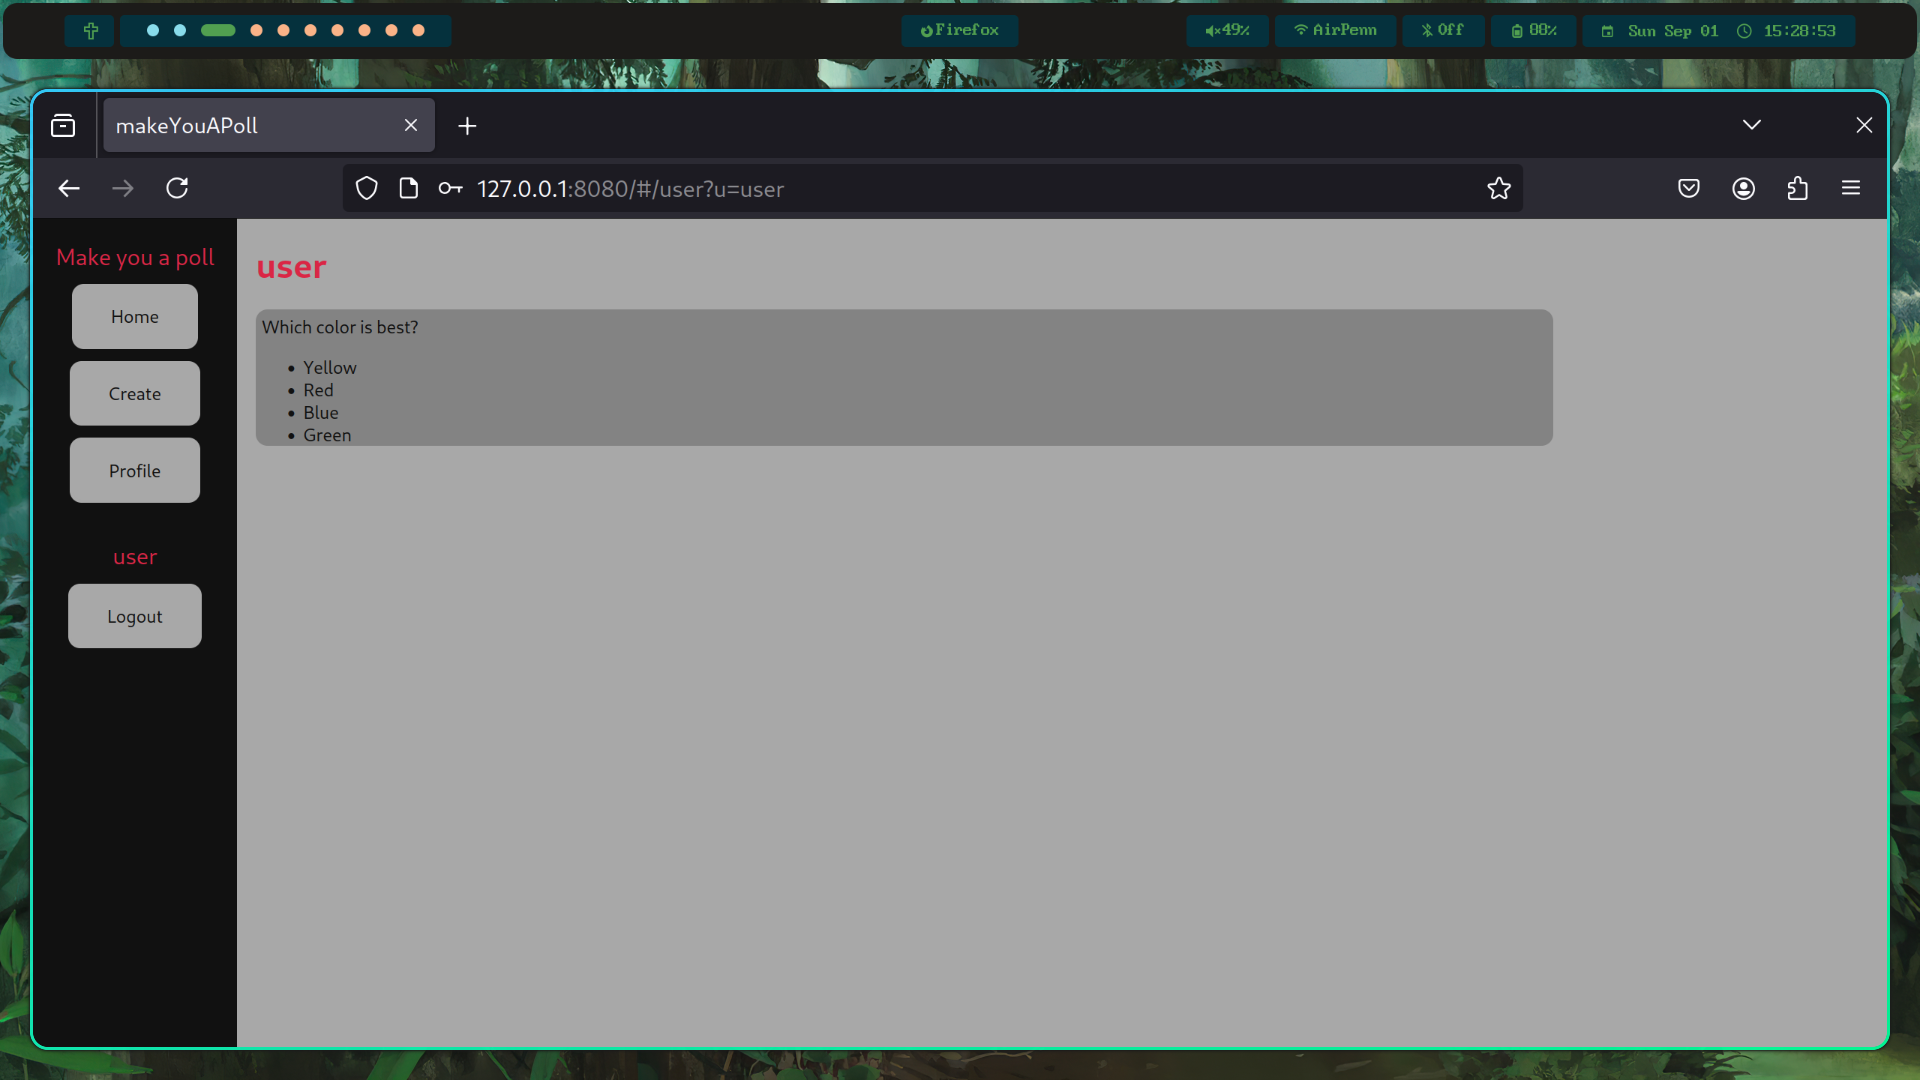 Firefox
49%
AirPenn
Off
88%
Sun Sep 01
15:28:53
makeYouAPoll
127.0.0.1:8080/#/user?u=user
Make you a poll
Home
Create
Profile
user
Logout
user
Which color is best?
Yellow
Red
Blue
Green